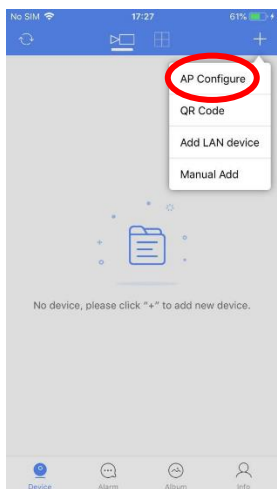 No SIM 17:27 61%
AP Configure
QR Code
Add LAN device
Manual Add
No device, please click "+" to add new device.
Device Alarm Album Info